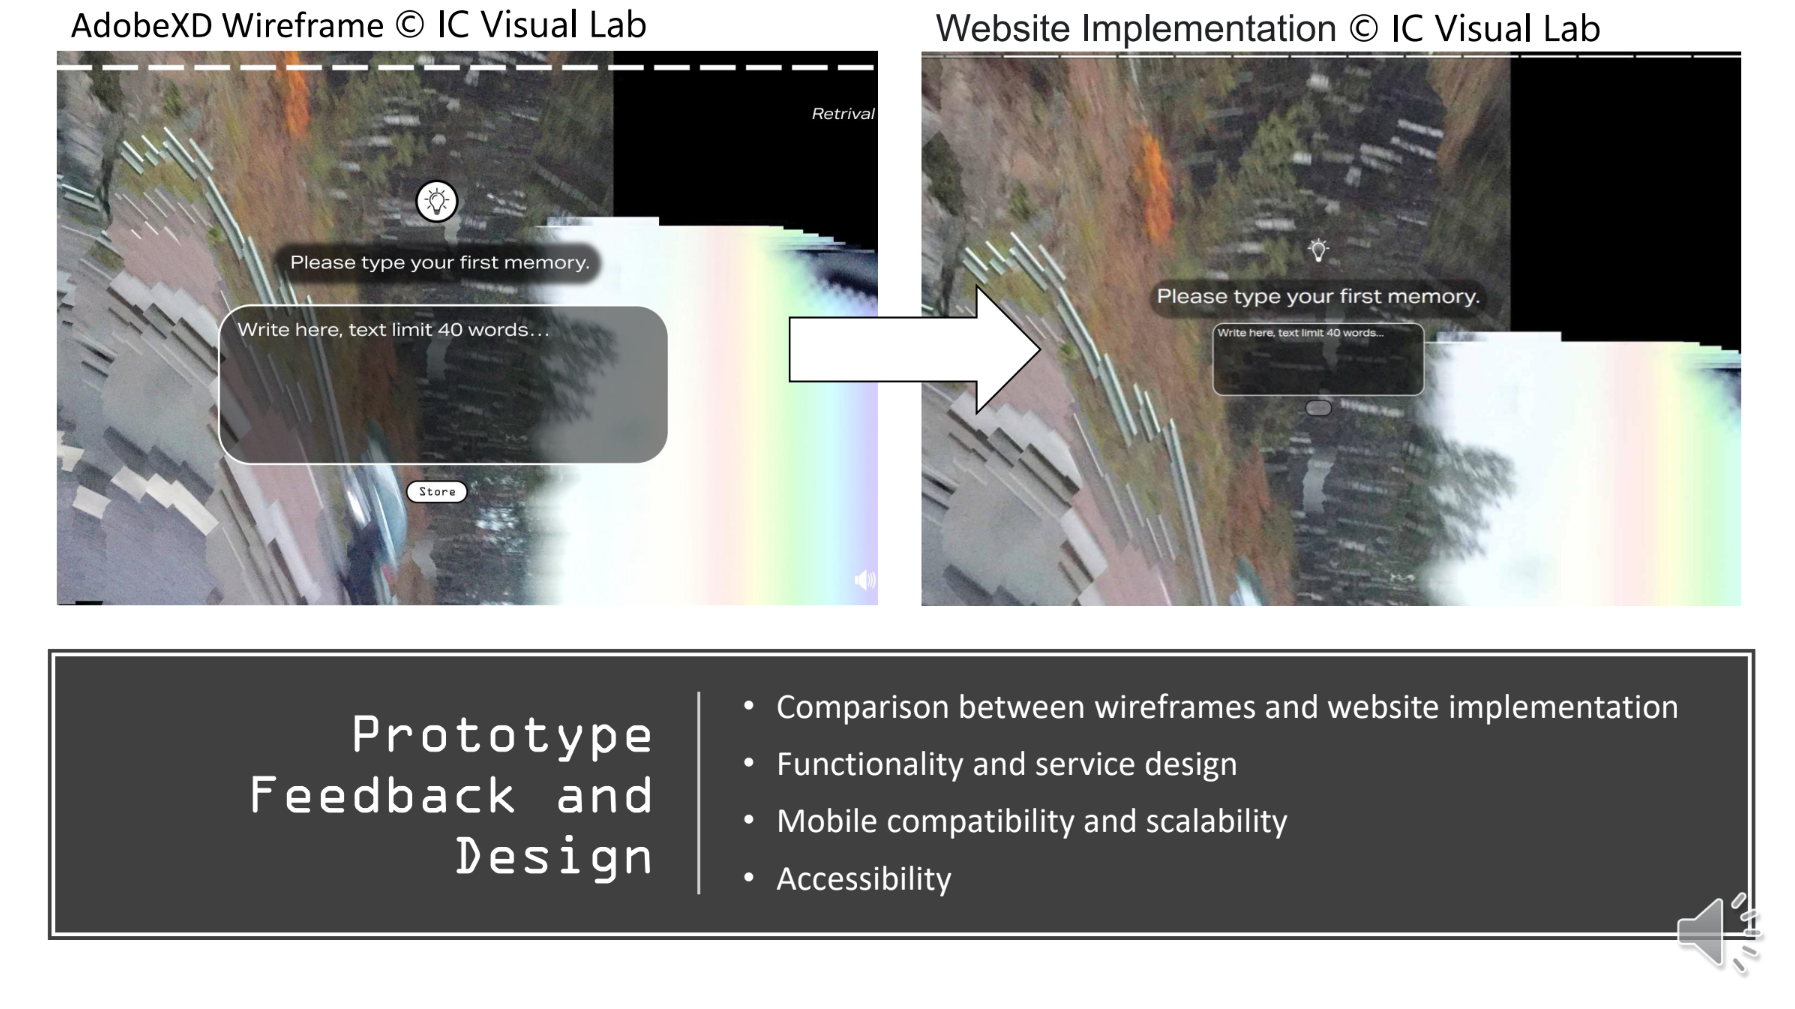 AdobeXD Wireframe © IC Visual Lab
Retrival
Please type your first memory.
Write here, text limit 40 words...
Store
Website Implementation © IC Visual Lab
Please type your first memory.
Write here, text limit 40 words...
Prototype
Feedback and
Design
• Comparison between wireframes and website implementation
• Functionality and service design
• Mobile compatibility and scalability
• Accessibility